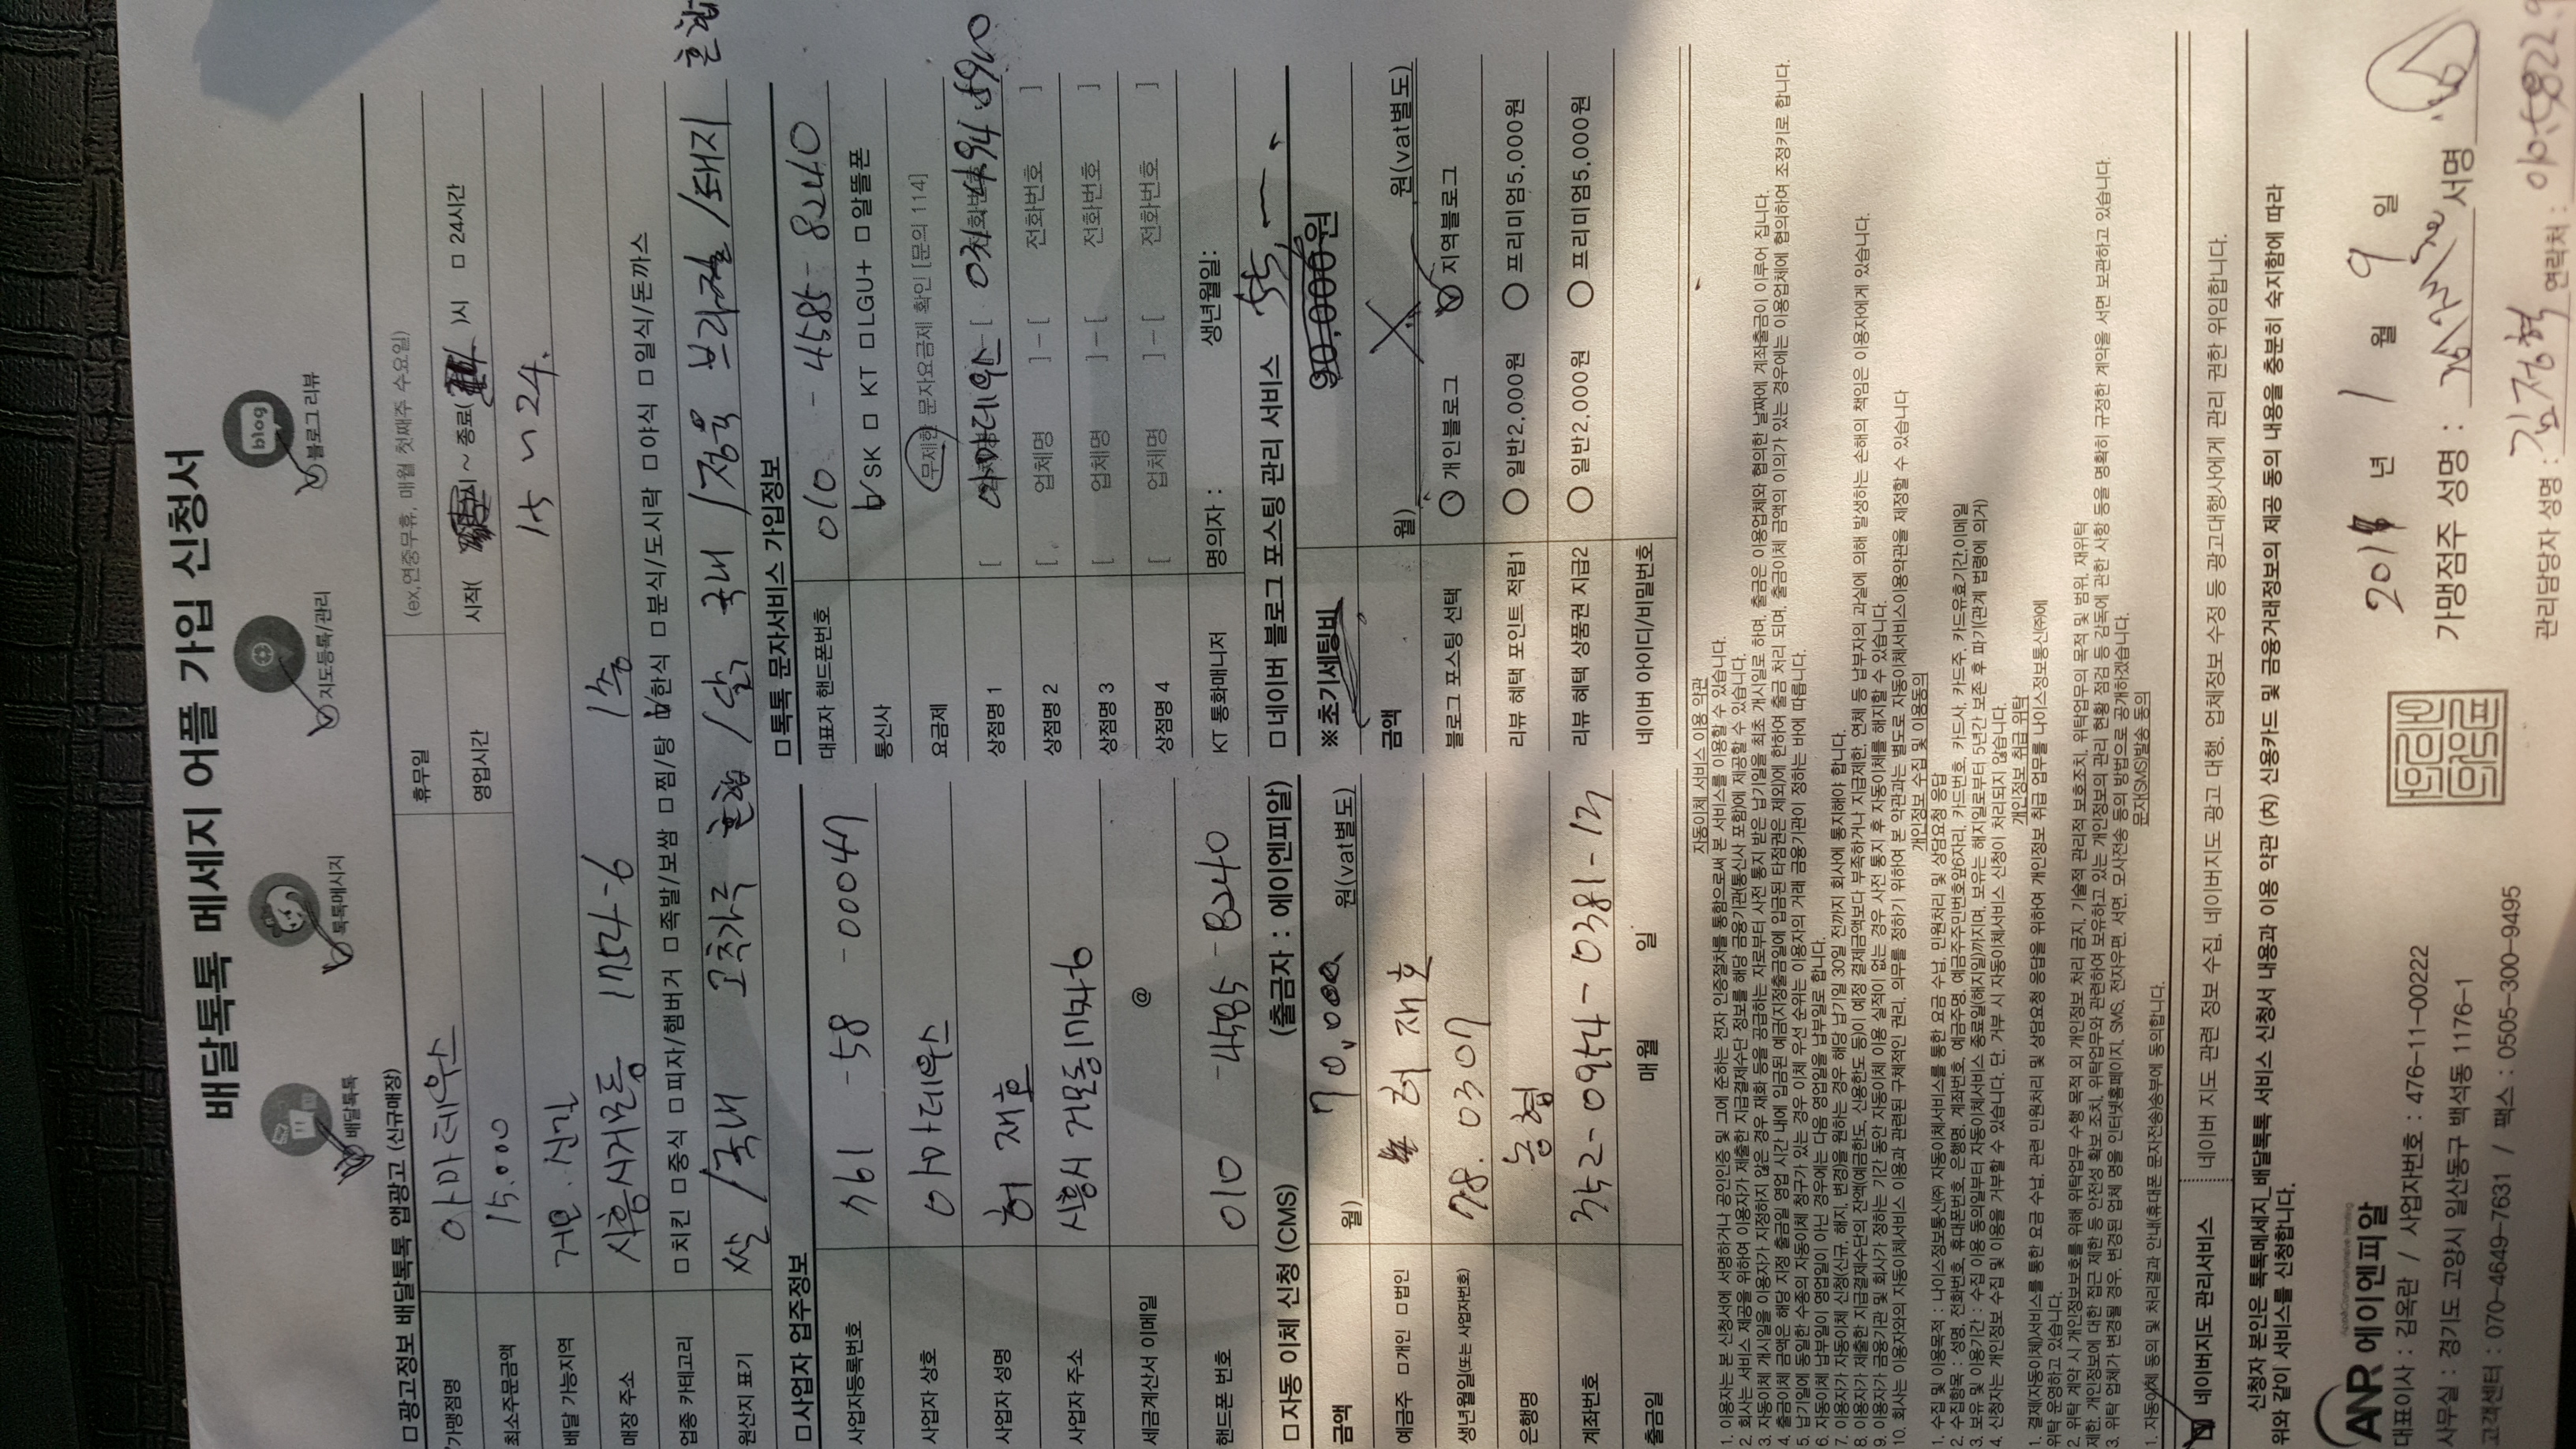 배달톡톡 메세지 어플 가입 신청서
blog
배달톡톡 톡톡메시지 지도등록/관리 블로그 리뷰
□광고정보 배달톡톡 앱광고 (신규매장)
가맹점명 아마데우스 휴무일 (ex,연중무휴, 매월 첫째주 수요일)
최소주문금액 15.000 영업시간 시작( )시 ~ 종료( )시 □ 24시간
15 ~ 24.
배달 가능지역 거모. 신길
매장 주소 시흥시거모동 1754-6 1층
업종 카테고리 □치킨 □중식 □피자/햄버거 □족발/보쌈 □찜/탕 □한식 □분식/도시락 □야식 □일식/돈까스
원산지 표기 쌀/국내 고추가루 혼합/닭 국내/정육 브라질/돼지 혼합
□사업자 업주정보
사업자등록번호 761 -58 -00047
사업자 상호 아마데우스
사업자 성명 허 재호
사업자 주소 시흥시 거모동1754-6
세금계산서 이메일 @
핸드폰 번호 010 -4585 -8240
□톡톡 문자서비스 가입정보
대표자 핸드폰번호 010 - 4585- 8240
통신사 □SK □ KT □LGU+ □알뜰폰
요금제 무제한 문자요금제 확인 [문의 114]
상점명 1 [ 아마데우스 ]-[ 031 494
상점명 2 [ 업체명 ]-[ 전화번호 ]
상점명 3 [ 업체명 ]-[ 전화번호 ]
상점명 4 [ 업체명 ]-[ 전화번호 ]
KT 통화매니저 명의자 : 생년월일:
□자동 이체 신청 (CMS) (출금자 : 에이엔피알)
금액 월) 70,000 원(vat별도)
예금주 □개인 □법인 허 재호
생년월일(또는 사업자번호) 78. 0307
은행명 농협
계좌번호 352-0954-0381-13
출금일 매월 일
□네이버 블로그 포스팅 관리 서비스 55,
※초기세팅비 90,000원
금액 월) 원(vat별도)
블로그 포스팅 선택 개인블로그 지역블로그
리뷰 혜택 포인트 적립1 일반2,000원 프리미엄5,000원
리뷰 혜택 상품권 지급2 일반2,000원 프리미엄5,000원
네이버 아이디/비밀번호
자동이체 서비스 이용 약관
1. 이용자는 본 신청서에 서명하거나 공인인증 및 그에 준하는 전자 인증절차를 통함으로써 본 서비스를 이용할 수 있습니다.
2. 회사는 서비스 제공을 위하여 이용자가 제출한 지급결제수단 정보를 해당 금융기관(통신사 포함)에 제공할 수 있습니다.
3. 자동이체 개시일을 이용자가 지정하지 않은 경우 재화 등을 공급하는 자로부터 사전 통지 받은 납기일을 최초 개시일로 하며, 출금은 이용업체와 협의한 날짜에 계좌출금이 이루어 집니다.
4. 출금이체 금액은 해당 지정 출금일 영업 시간 내에 입금된 예금(지정출금일에 입금된 타점권은 제외)에 한하여 출금 처리 되며, 출금이체 금액의 이의가 있는 경우에는 이용업체에 협의하여 조정키로 합니다.
5. 납기일에 동일한 수종의 자동이체 청구가 있는 경우 이체 우선 순위는 이용자의 거래 금융기관이 정하는 바에 따릅니다.
6. 자동이체 납부일이 영업일이 아닌 경우에는 다음 영업일을 납부일로 합니다.
7. 이용자가 자동이체 신청(신규, 해지, 변경)을 원하는 경우 해당 납기일 30일 전까지 회사에 통지해야 합니다.
8. 이용자가 제출한 지급결제수단의 잔액(예금한도, 신용한도 등)이 예정 결제금액보다 부족하거나 지급제한, 연체 등 납부자의 과실에 의해 발생하는 손해의 책임은 이용자에게 있습니다.
9. 이용자가 금융기관 및 회사가 정하는 기간 동안 자동이체 이용 실적이 없는 경우 사전 통지 후 자동이체를 해지할 수 있습니다.
10. 회사는 이용자와의 자동이체서비스 이용과 관련된 구체적인 권리, 의무를 정하기 위하여 본 약관과는 별도로 자동이체서비스이용약관을 제정할 수 있습니다
개인정보 수집 및 이용동의
1. 수집 및 이용목적 : 나이스정보통신㈜ 자동이체서비스를 통한 요금 수납, 민원처리 및 상담요청 응답
2. 수집항목 : 성명, 전화번호, 휴대폰번호, 은행명, 계좌번호, 예금주명, 예금주주민번호앞6자리, 카드번호, 카드사, 카드주, 카드유효기간,이메일
3. 보유 및 이용기간 : 수집 이용 동의일부터 자동이체서비스 종료일(해지일)까지며, 보유는 해지일로부터 5년간 보존 후 파기(관계 법령에 의거)
4. 신청자는 개인정보 수집 및 이용을 거부할 수 있습니다. 단, 거부 시 자동이체서비스 신청이 처리되지 않습니다.
개인정보 취급 위탁
1. 결제(자동이체)서비스를 통한 요금 수납, 관련 민원처리 및 상담요청 응답을 위하여 개인정보 취급 업무를 나이스정보통신㈜에
위탁 운영하고 있습니다.
2. 위탁 계약 시 개인정보보호를 위해 위탁업무 수행 목적 외 개인정보 처리 금지, 기술적 관리적 보호조치, 위탁업무의 목적 및 범위, 재위탁
제한, 개인정보에 대한 접근 제한 등 안전성 확보 조치, 위탁업무와 관련하여 보유하고 있는 개인정보의 관리 현황 점검 등 감독에 관한 사항 등을 명확히 규정한 계약을 서면 보관하고 있습니다.
3. 위탁 업체가 변경될 경우, 변경된 업체 명을 인터넷홈페이지, SMS, 전자우편, 서면, 모사전송 등의 방법으로 공개하겠습니다.
문자(SMS)발송 동의
1. 자동이체 동의 및 처리결과 안내(휴대폰 문자전송)송부에 동의합니다.
네이버지도 관리서비스 네이버 지도 관련 정보 수집, 네이버지도 광고 대행, 업체정보 수정 등 광고대행사에게 관리 권한 위임합니다.
신청자 본인은 톡톡메세지_배달톡톡 서비스 신청서 내용과 이용 약관 (内) 신용카드 및 금융거래정보의 제공 동의 내용을 충분히 숙지함에 따라
위와 같이 서비스를 신청합니다.
App&Comprehensive Printing
ANR 에이엔피알
대표이사 : 김옥란 / 사업자번호 : 476-11-00222
사무실 : 경기도 고양시 일산동구 백석동 1176-1
고객센터 : 070-4649-7631 / 팩스 : 0505-300-9495
201 년 1 월 9 일
가맹점주 성명 : 허재호 서명
관리담당자 성명 : 김정혁 연락처 : 010.5822.9